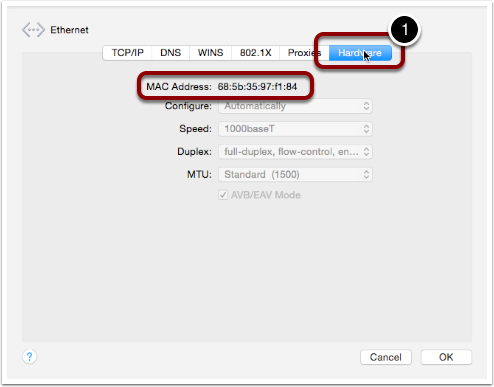 1
Ethernet
TCP/IP DNS WINS 802.1X Proxies Hardware
MAC Address: 68:5b:35:97:f1:84
Configure: Automatically
Speed: 1000baseT
Duplex: full-duplex, flow-control, en...
MTU: Standard (1500)
AVB/EAV Mode
? Cancel OK